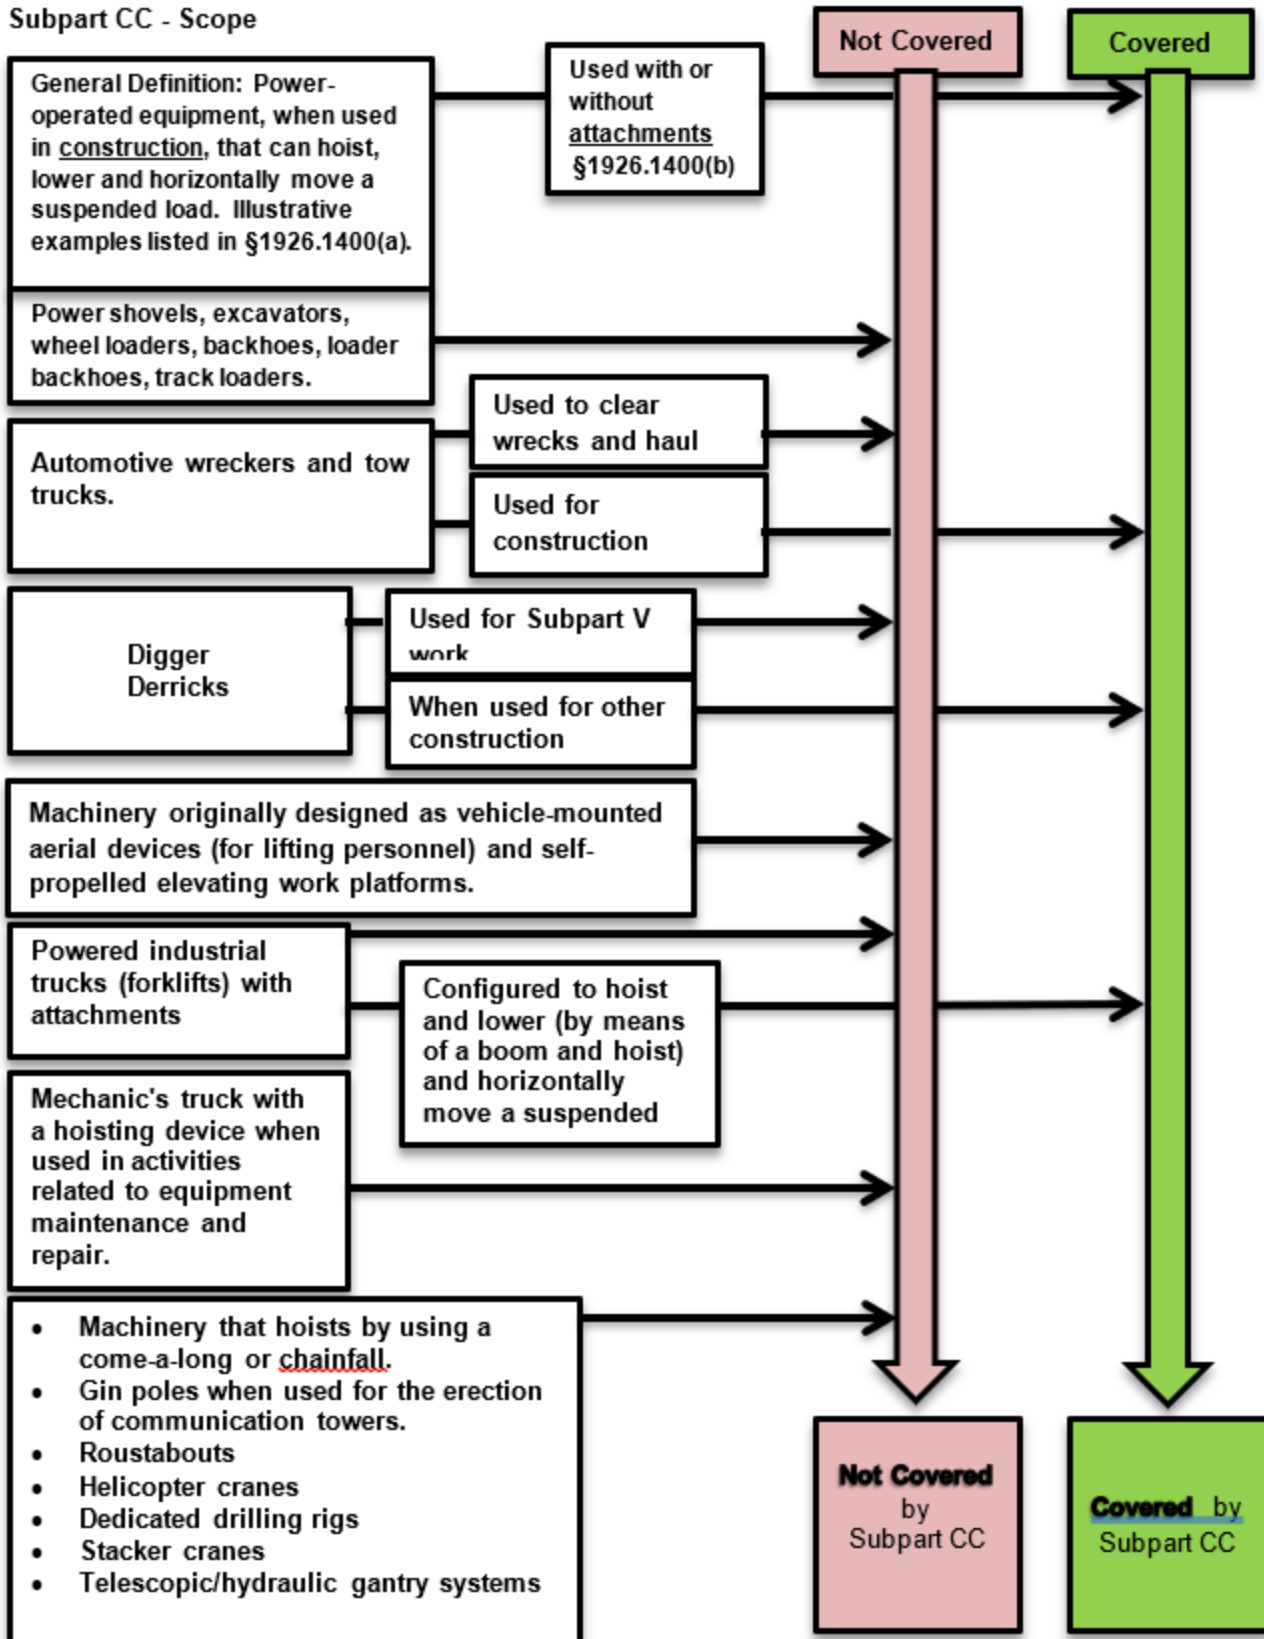 Subpart CC - Scope
Not Covered
Covered
General Definition: Power-
operated equipment, when used
in construction, that can hoist,
lower and horizontally move a
suspended load. Illustrative
examples listed in §1926.1400(a).
Used with or
without
attachments
§1926.1400(b)
Power shovels, excavators,
wheel loaders, backhoes, loader
backhoes, track loaders.
Automotive wreckers and tow
trucks.
Used to clear
wrecks and haul
Used for
construction
Digger
Derricks
Used for Subpart V
work
When used for other
construction
Machinery originally designed as vehicle-mounted
aerial devices (for lifting personnel) and self-
propelled elevating work platforms.
Powered industrial
trucks (forklifts) with
attachments
Configured to hoist
and lower (by means
of a boom and hoist)
and horizontally
move a suspended
Mechanic's truck with
a hoisting device when
used in activities
related to equipment
maintenance and
repair.
• Machinery that hoists by using a
come-a-long or chainfall.
• Gin poles when used for the erection
of communication towers.
• Roustabouts
• Helicopter cranes
• Dedicated drilling rigs
• Stacker cranes
• Telescopic/hydraulic gantry systems
Not Covered
by
Subpart CC
Covered by
Subpart CC